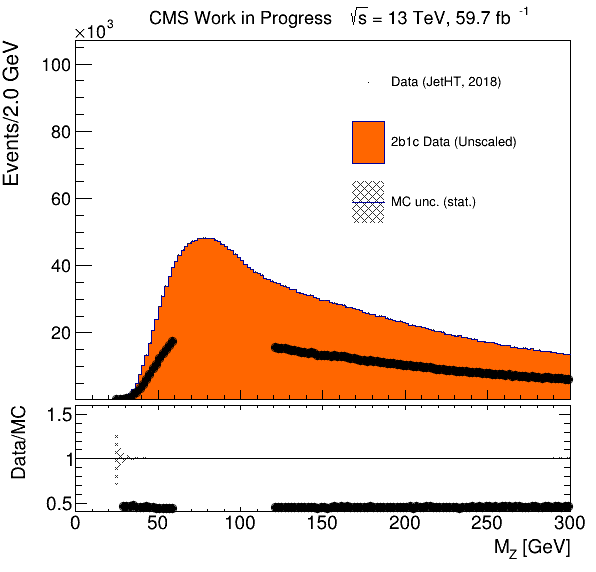 CMS Work in Progress √s = 13 TeV, 59.7 fb⁻¹
×10³
Events/2.0 GeV
100
80
60
40
20
Data (JetHT, 2018)
2b1c Data (Unscaled)
MC unc. (stat.)
Data/MC
1.5
1
0.5
0 50 100 150 200 250 300
M_Z [GeV]